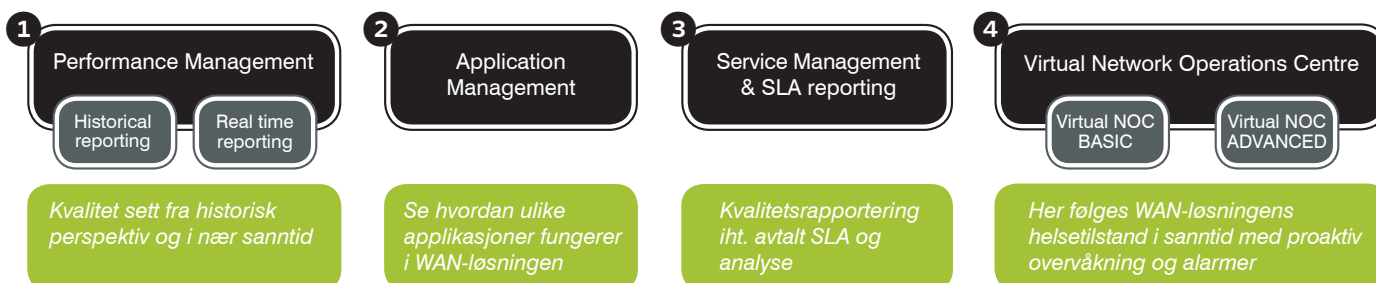 1
Performance Management
Historical
reporting
Real time
reporting
Kvalitet sett fra historisk
perspektiv og i nær sanntid
2
Application
Management
Se hvordan ulike
applikasjoner fungerer
i WAN-løsningen
3
Service Management
& SLA reporting
Kvalitetsrapportering
iht. avtalt SLA og
analyse
4
Virtual Network Operations Centre
Virtual NOC
BASIC
Virtual NOC
ADVANCED
Her følges WAN-løsningens
helsetilstand i sanntid med proaktiv
overvåkning og alarmer